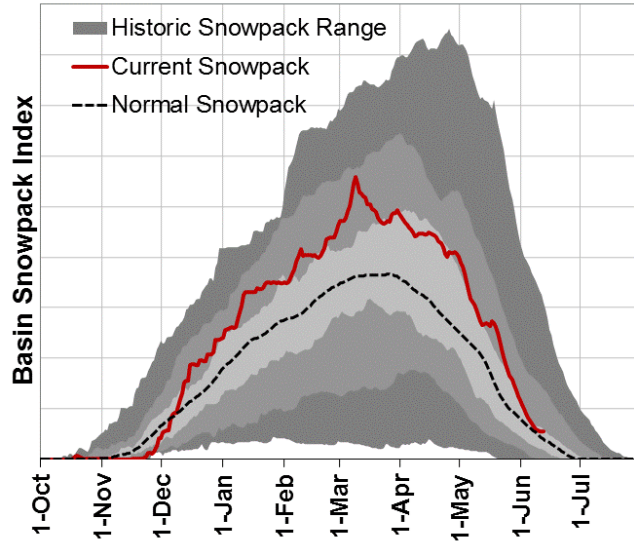 Historic Snowpack Range
Current Snowpack
Normal Snowpack
Basin Snowpack Index
1-Oct
1-Nov
1-Dec
1-Jan
1-Feb
1-Mar
1-Apr
1-May
1-Jun
1-Jul